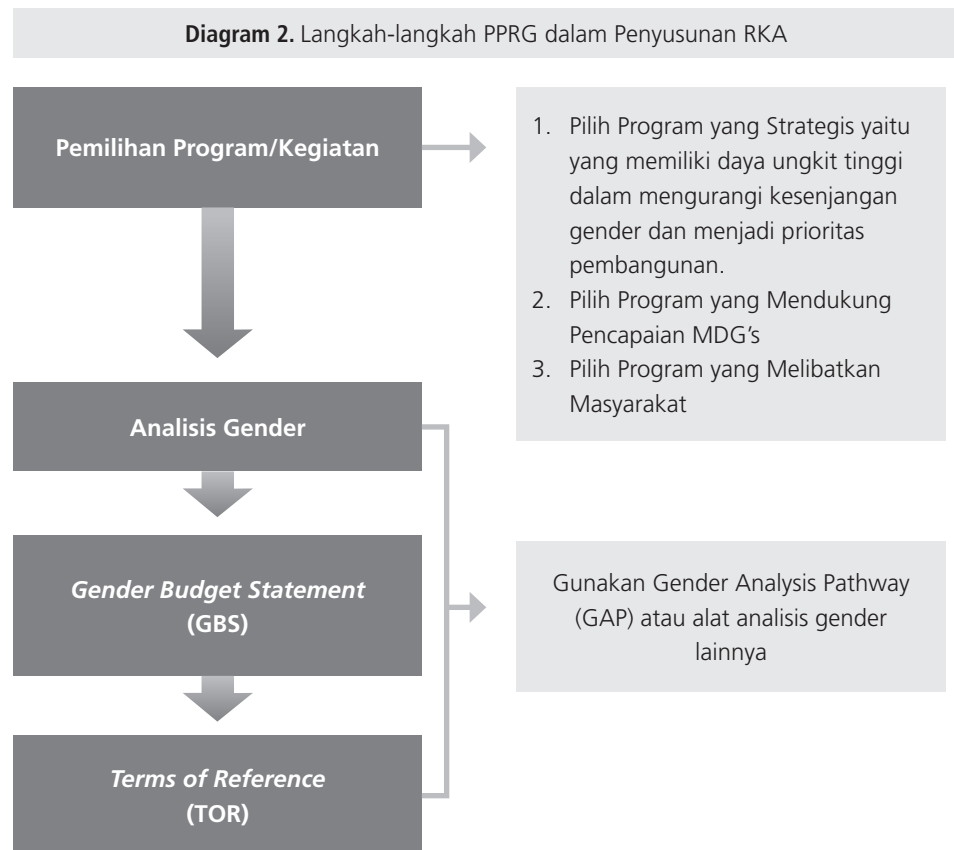 Diagram 2. Langkah-langkah PPRG dalam Penyusunan RKA
Pemilihan Program/Kegiatan
1. Pilih Program yang Strategis yaitu
yang memiliki daya ungkit tinggi
dalam mengurangi kesenjangan
gender dan menjadi prioritas
pembangunan.
2. Pilih Program yang Mendukung
Pencapaian MDG's
3. Pilih Program yang Melibatkan
Masyarakat
Analisis Gender
Gender Budget Statement
(GBS)
Gunakan Gender Analysis Pathway
(GAP) atau alat analisis gender
lainnya
Terms of Reference
(TOR)